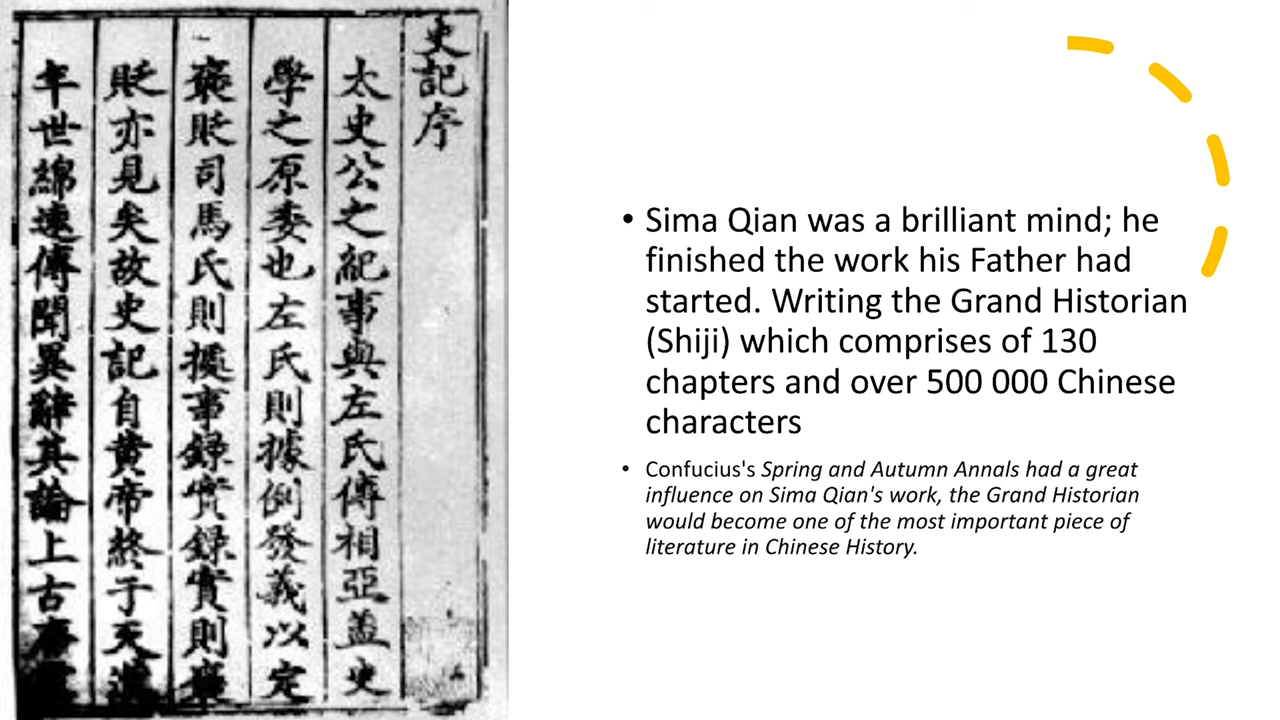 史記序
太史公之紀事與左氏傳相亞蓋史
學之原委也左氏則據例發義以定
褒貶司馬氏則據事錄實錄實則褒
貶亦見矣故史記自黄帝終于天漢
年世綿遠傳聞異辭其論上古
• Sima Qian was a brilliant mind; he
finished the work his Father had
started. Writing the Grand Historian
(Shiji) which comprises of 130
chapters and over 500 000 Chinese
characters
• Confucius's Spring and Autumn Annals had a great
influence on Sima Qian's work, the Grand Historian
would become one of the most important piece of
literature in Chinese History.